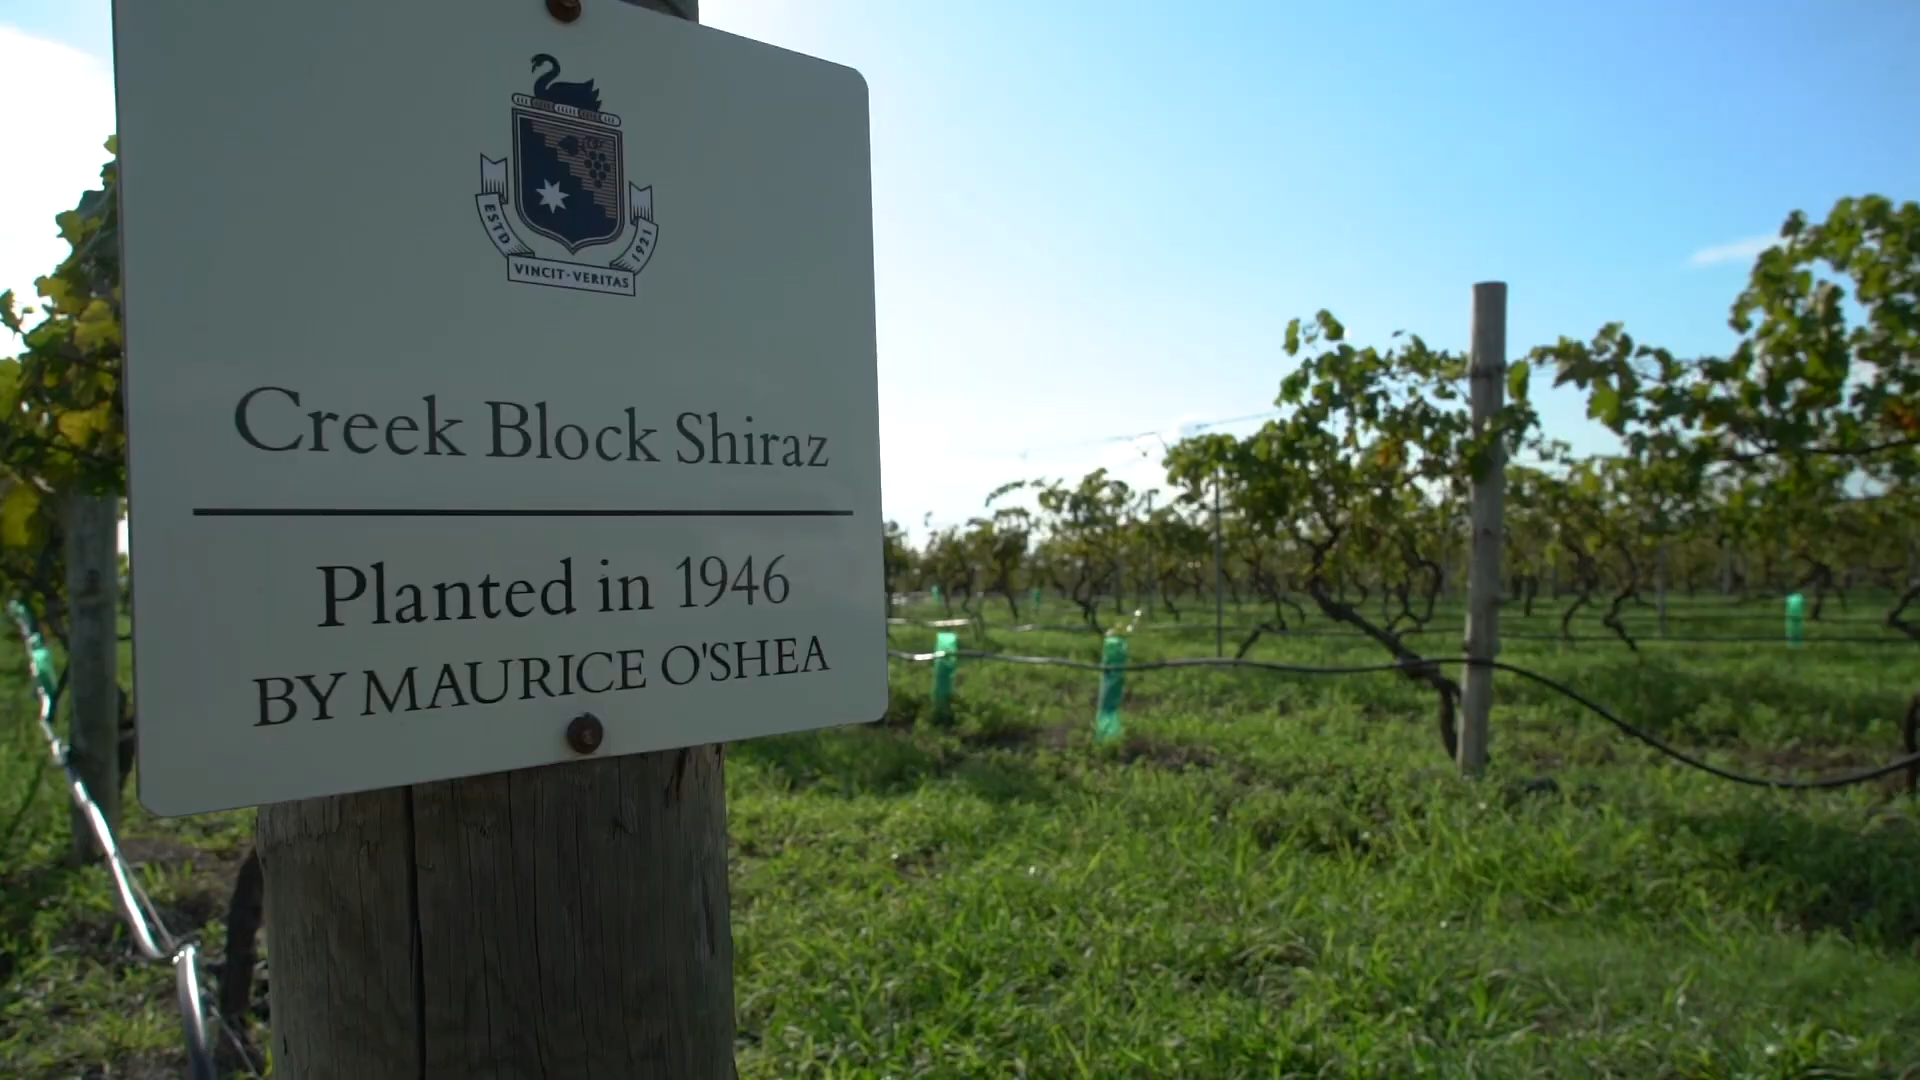 ESTD 1921
VINCIT-VERITAS
Creek Block Shiraz
Planted in 1946
BY MAURICE O'SHEA